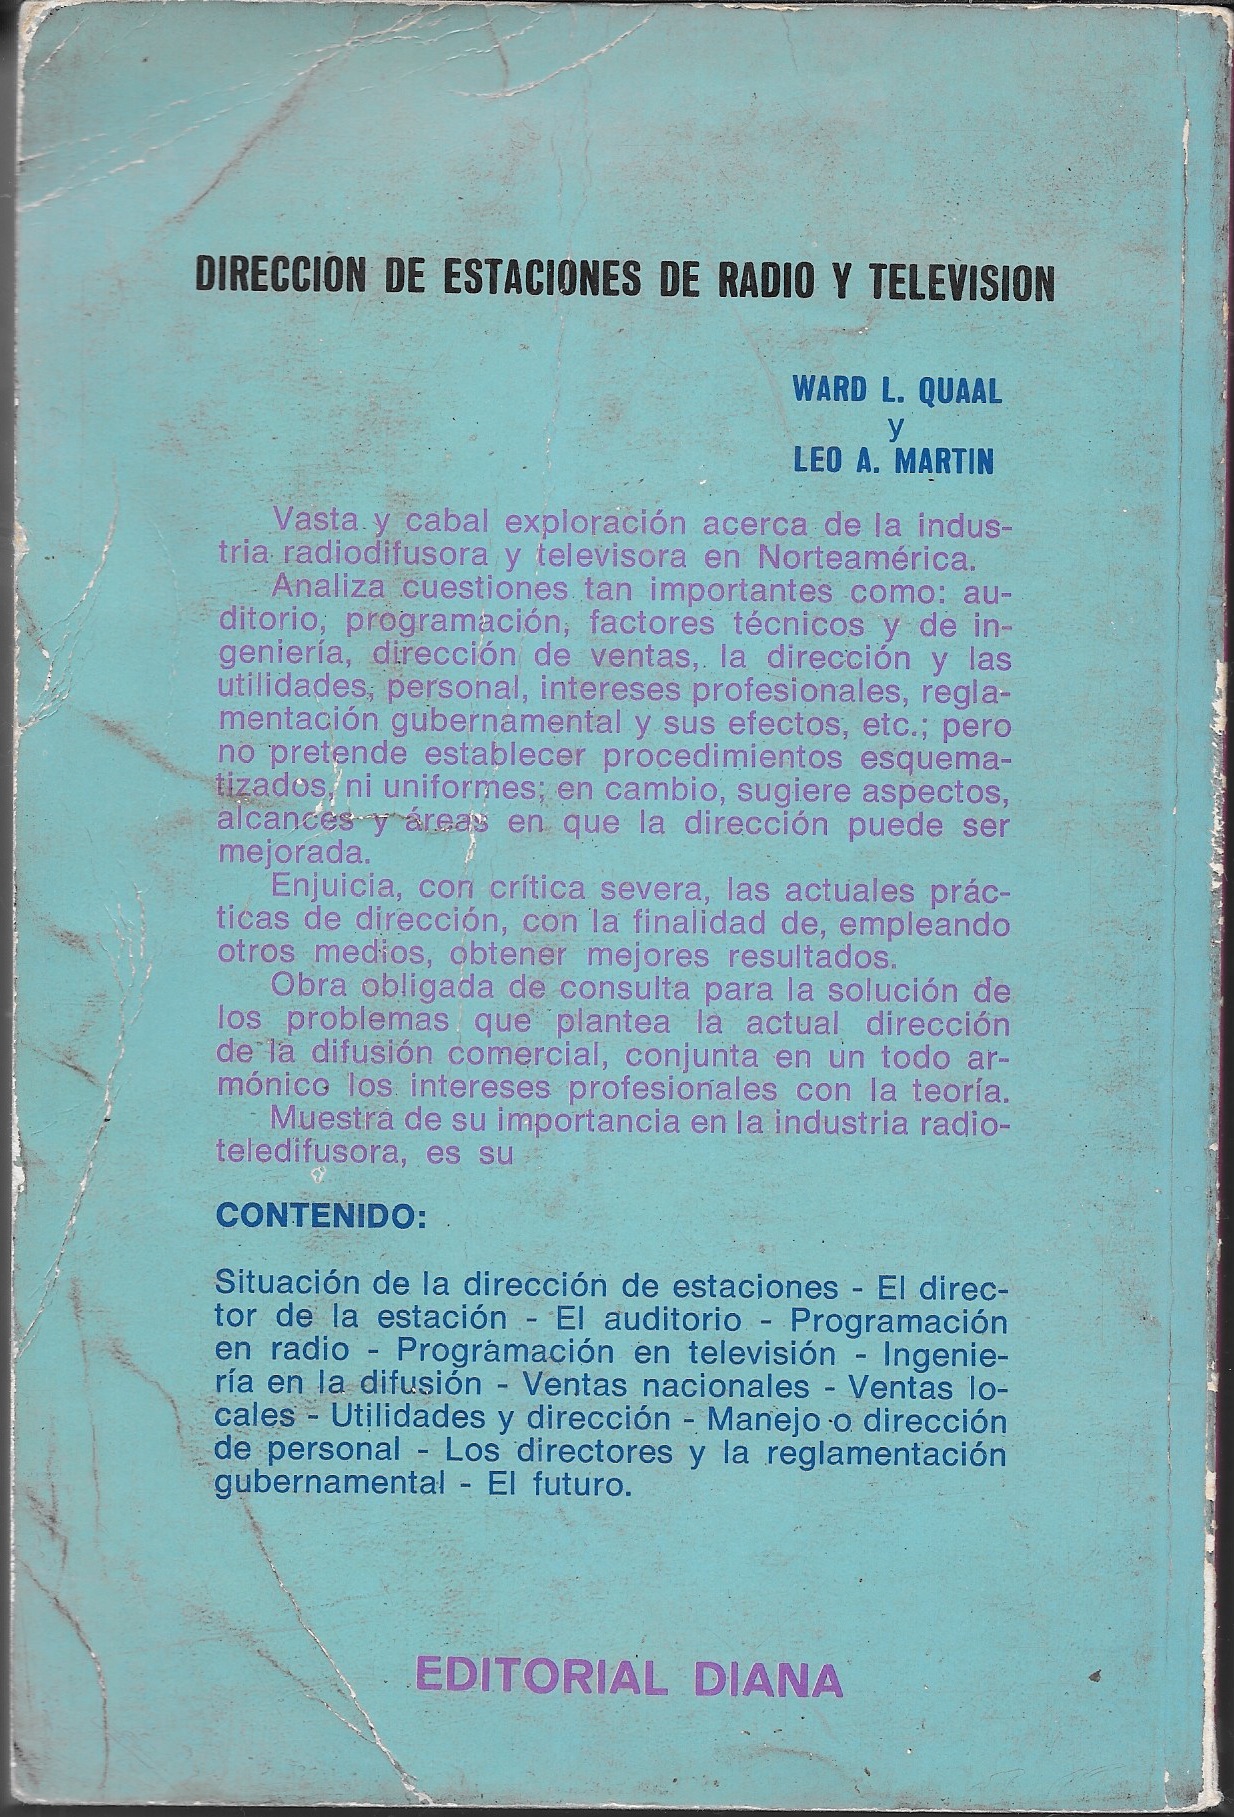 DIRECCION DE ESTACIONES DE RADIO Y TELEVISION
WARD L. QUAAL
y
LEO A. MARTIN
Vasta y cabal exploración acerca de la indus-
tria radiodifusora y televisora en Norteamérica.
Analiza cuestiones tan importantes como: au-
ditorio, programación, factores técnicos y de in-
geniería, dirección de ventas, la dirección y las
utilidades, personal, intereses profesionales, regla-
mentación gubernamental y sus efectos, etc.; pero
no pretende establecer procedimientos esquema-
tizados, ni uniformes; en cambio, sugiere aspectos,
alcances y áreas en que la dirección puede ser
mejorada.
Enjuicia, con crítica severa, las actuales prác-
ticas de dirección, con la finalidad de, empleando
otros medios, obtener mejores resultados.
Obra obligada de consulta para la solución de
los problemas que plantea la actual dirección
de la difusión comercial, conjunta en un todo ar-
mónico los intereses profesionales con la teoría.
Muestra de su importancia en la industria radio-
teledifusora, es su
CONTENIDO:
Situación de la dirección de estaciones - El direc-
tor de la estación - El auditorio - Programación
en radio - Programación en televisión - Ingenie-
ría en la difusión - Ventas nacionales - Ventas lo-
cales - Utilidades y dirección - Manejo o dirección
de personal - Los directores y la reglamentación
gubernamental - El futuro.
EDITORIAL DIANA